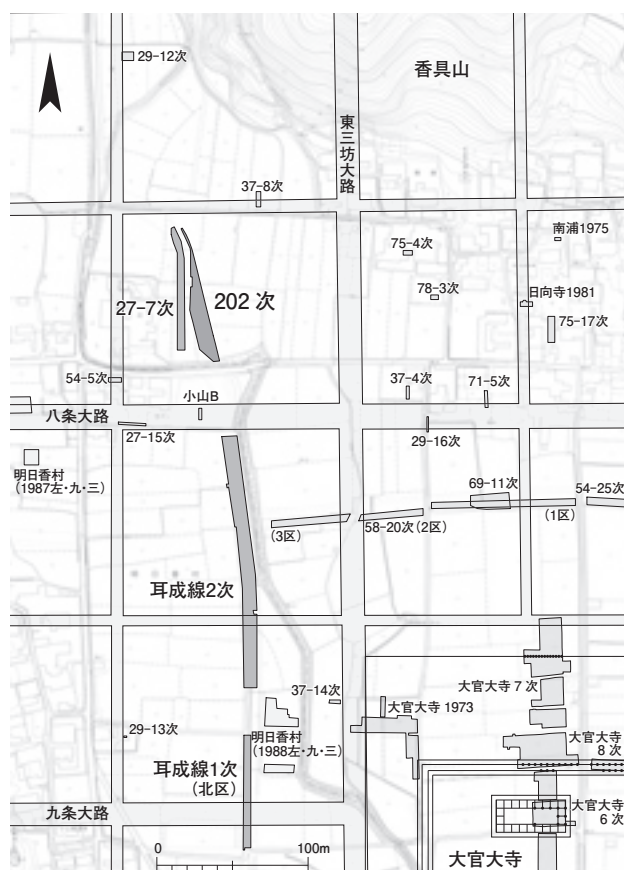 29-12次
香具山
東三坊大路
37-8次
南浦1975
75-4次
78-3次
日向寺1981
27-7次
202 次
75-17次
54-5次
37-4次
71-5次
小山B
八条大路
27-15次
29-16次
明日香村
(1987左・九・三)
69-11次
54-25次
(3区)
58-20次(2区)
(1区)
耳成線2次
37-14次
大官大寺 7 次
大官大寺 1973
29-13次
明日香村
(1988左・九・三)
大官大寺
8 次
耳成線1次
(北区)
九条大路
大官大寺
6 次
0
100m
大官大寺